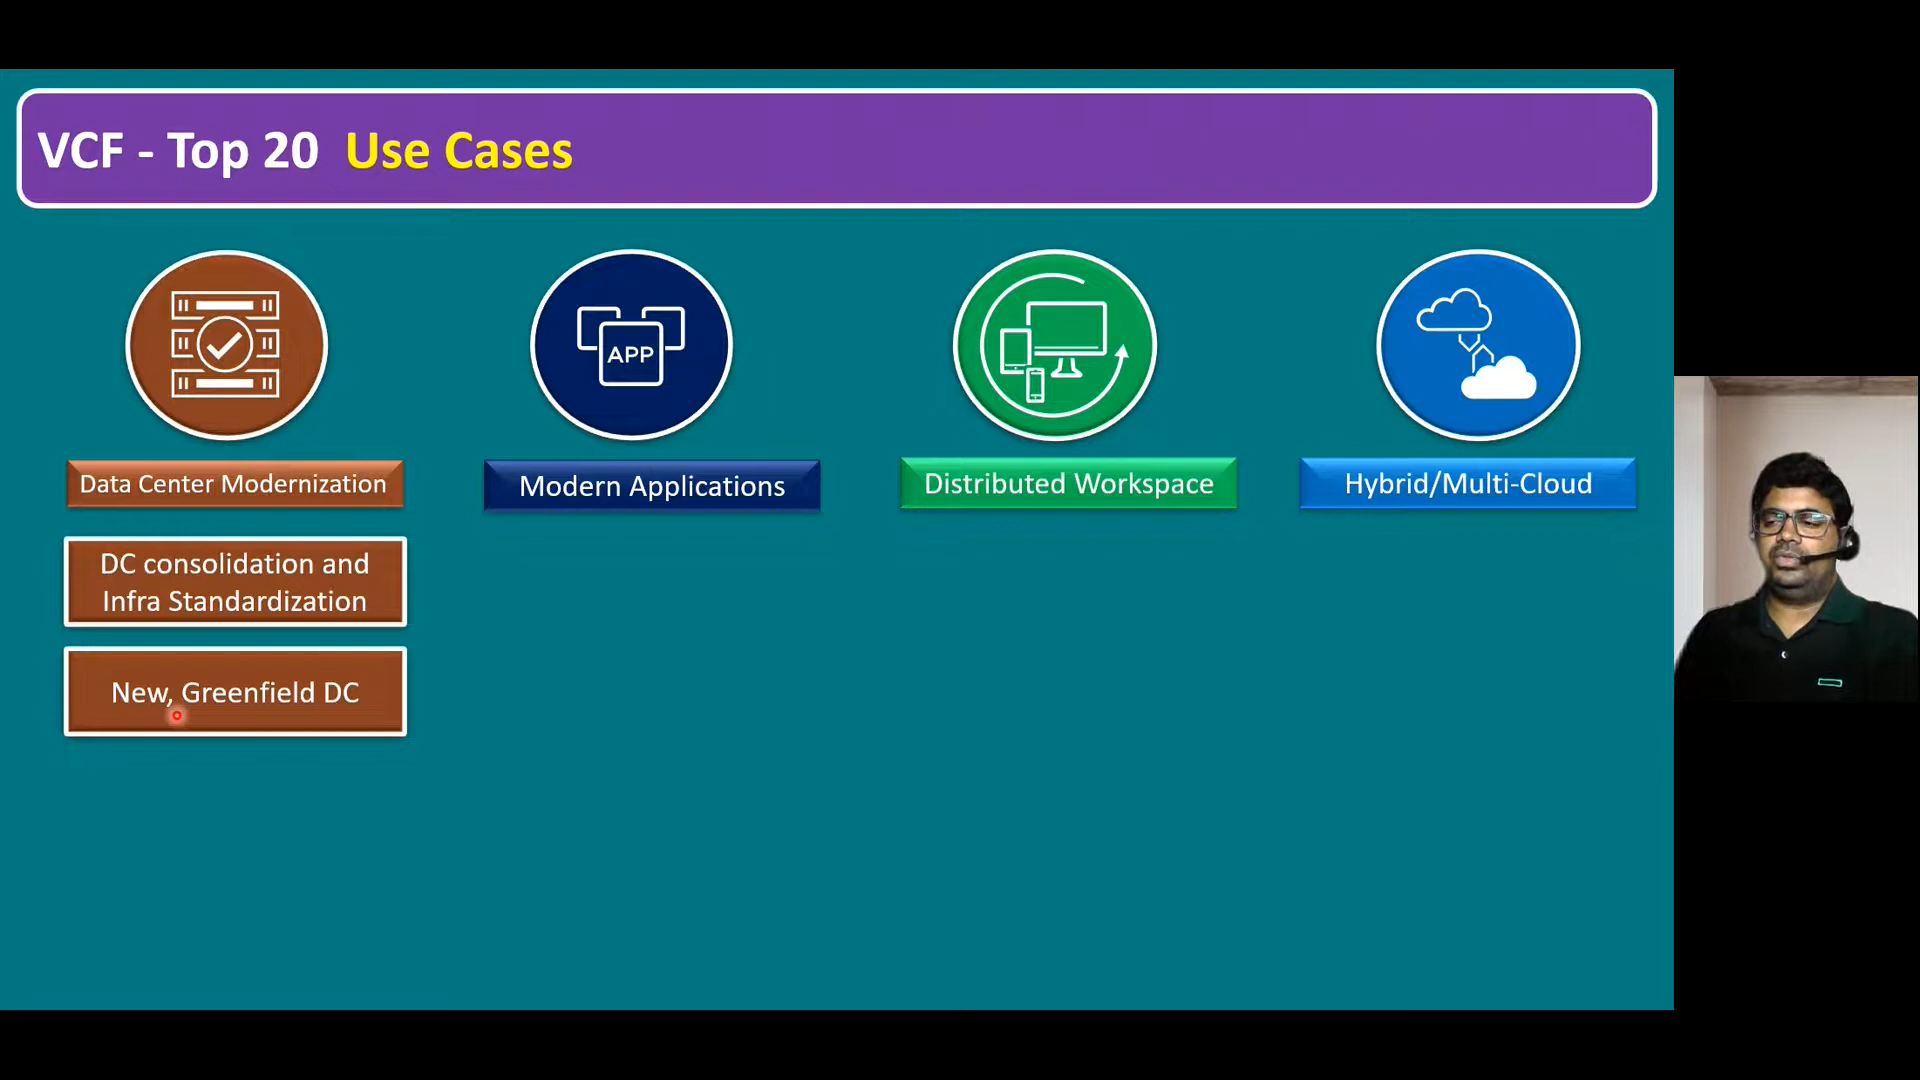 VCF - Top 20 Use Cases
APP
Data Center Modernization
Modern Applications
Distributed Workspace
Hybrid/Multi-Cloud
DC consolidation and
Infra Standardization
New, Greenfield DC